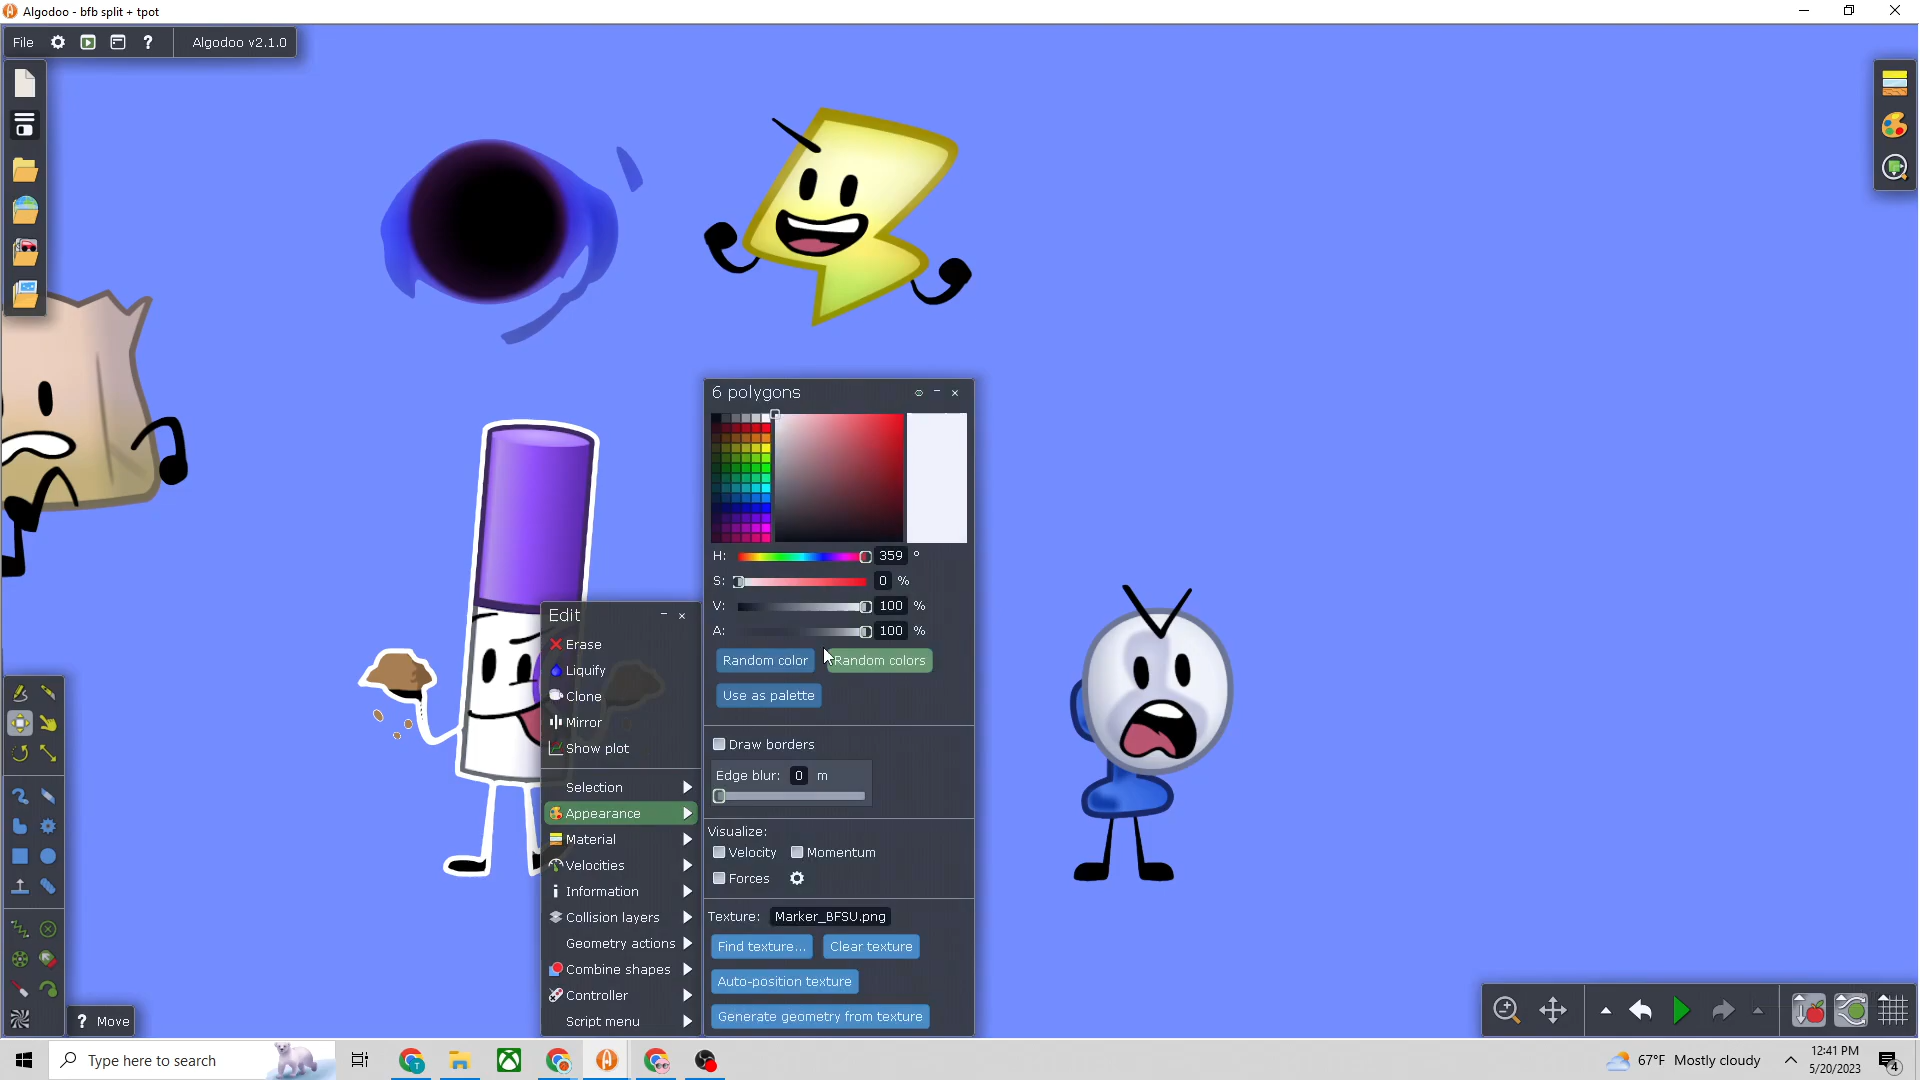 Algodoo - bfb split + tpot
File
?
Algodoo v2.1.0
6 polygons
H: 359 °
S: 0 %
V: 100 %
A: 100 %
Random color
Random colors
Use as palette
Draw borders
Edge blur: 0 m
Visualize:
Velocity Momentum
Forces
Texture: Marker_BFSU.png
Find texture... Clear texture
Auto-position texture
Generate geometry from texture
Edit
Erase
Liquify
Clone
Mirror
Show plot
Selection
Appearance
Material
Velocities
Information
Collision layers
Geometry actions
Combine shapes
Controller
Script menu
? Move
Type here to search
67°F Mostly cloudy
12:41 PM
5/20/2023
4